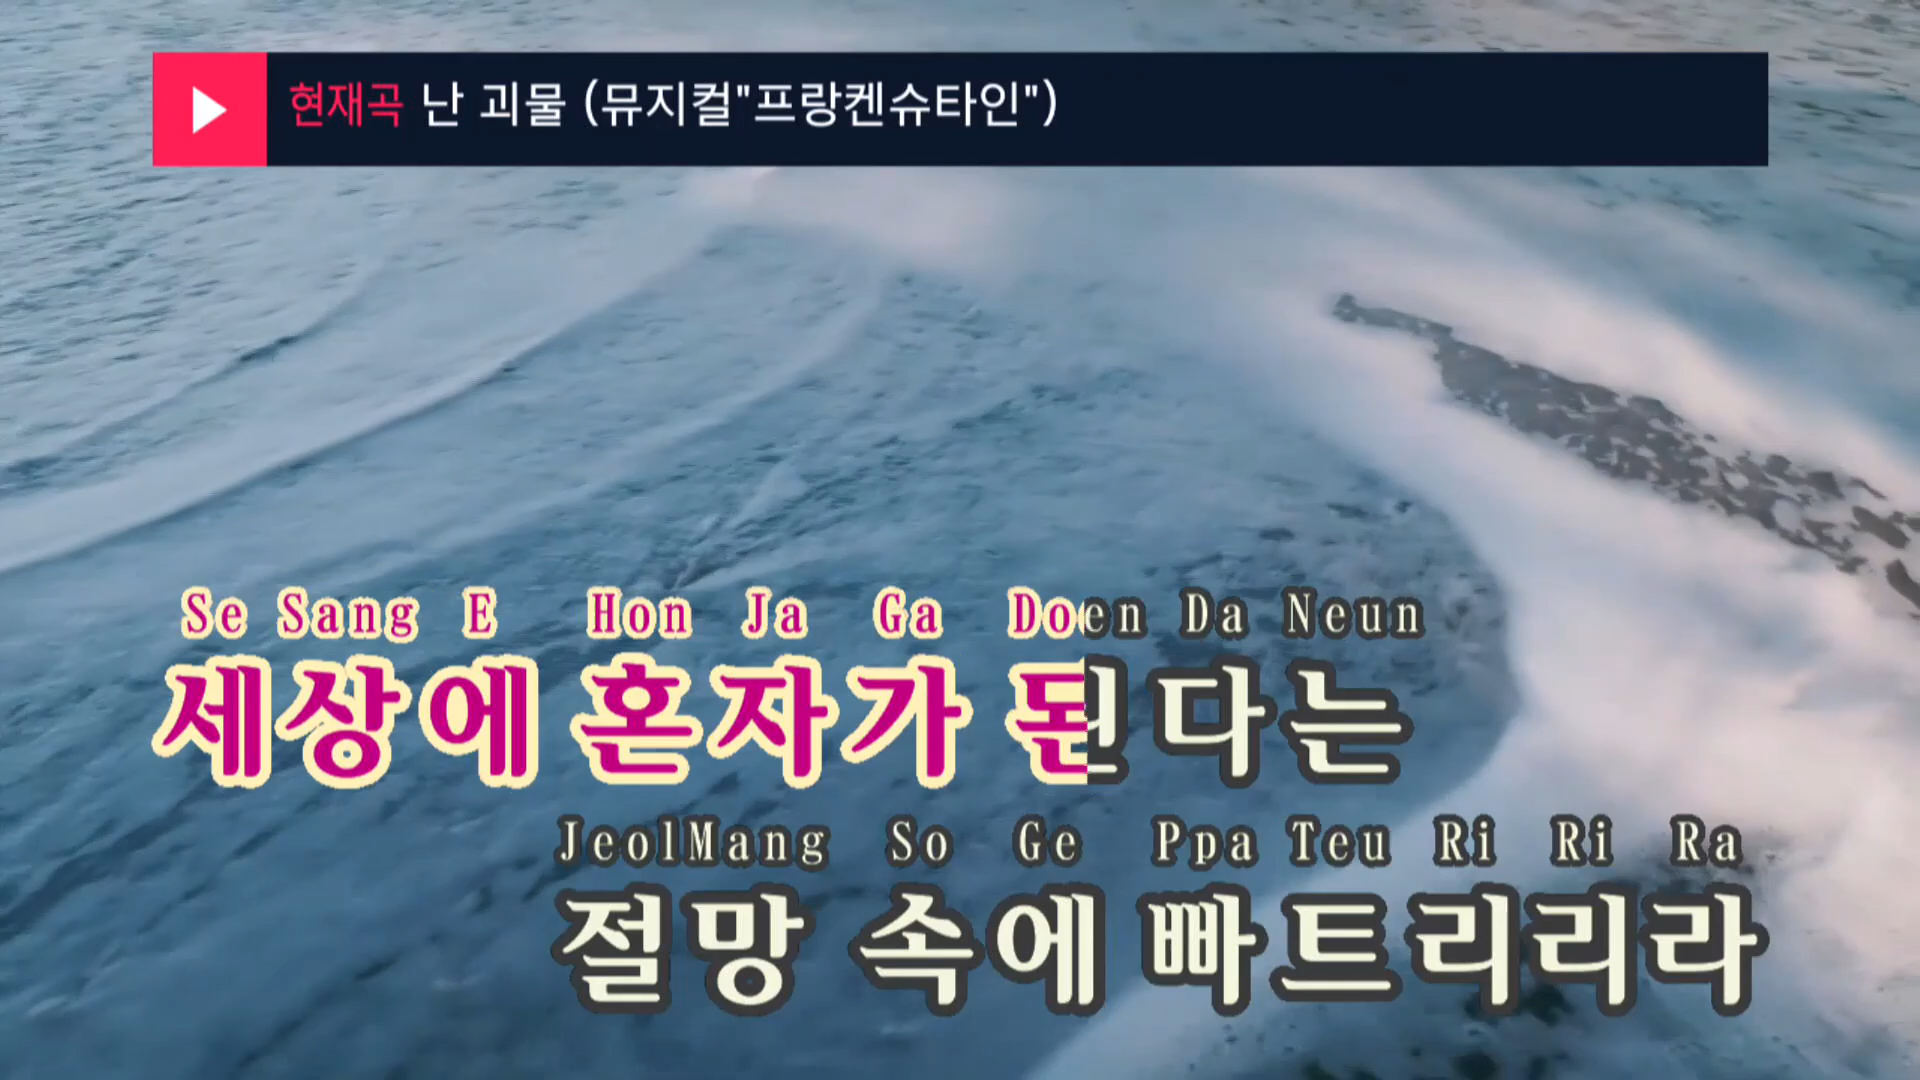 현재곡 난 괴물 (뮤지컬"프랑켄슈타인")
Se Sang E Hon Ja Ga Doen Da Neun
세상에 혼자가 된다는
JeolMang So Ge Ppa Teu Ri Ri Ra
절망 속에 빠트리리라